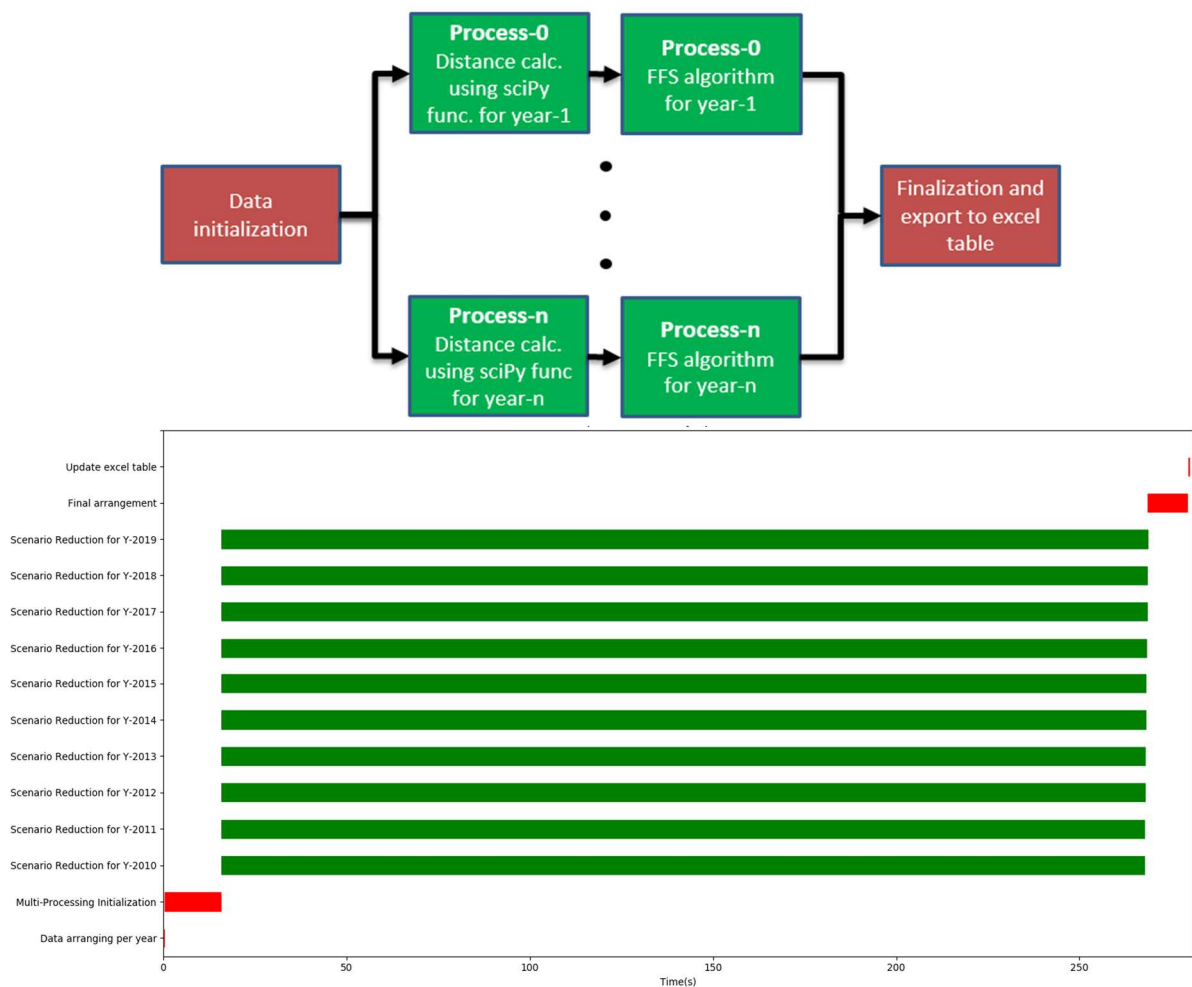 Process-0
Distance calc.
using sciPy
func. for year-1
Process-0
FFS algorithm
for year-1
Data
initialization
Finalization and
export to excel
table
Process-n
Distance calc.
using sciPy func
for year-n
Process-n
FFS algorithm
for year-n
Update excel table
Final arrangement
Scenario Reduction for Y-2019
Scenario Reduction for Y-2018
Scenario Reduction for Y-2017
Scenario Reduction for Y-2016
Scenario Reduction for Y-2015
Scenario Reduction for Y-2014
Scenario Reduction for Y-2013
Scenario Reduction for Y-2012
Scenario Reduction for Y-2011
Scenario Reduction for Y-2010
Multi-Processing Initialization
Data arranging per year
0 50 100 150 200 250
Time(s)